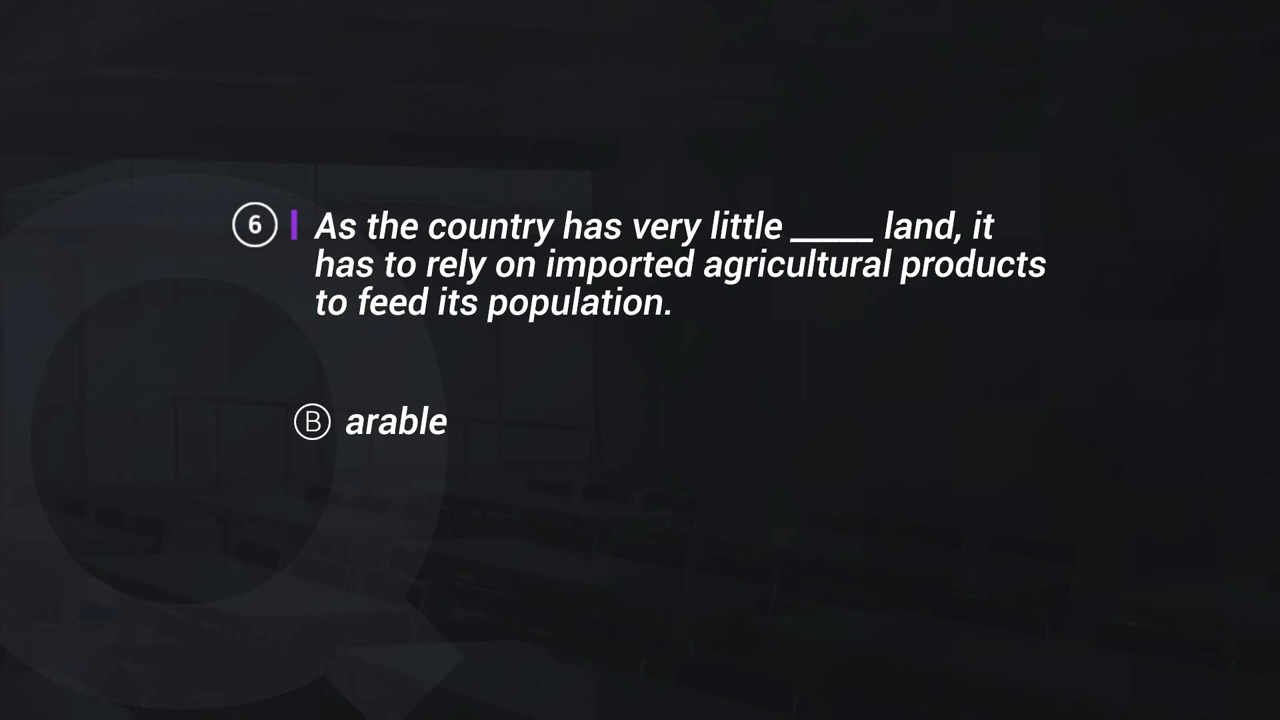 6 As the country has very little _____ land, it
has to rely on imported agricultural products
to feed its population.
B arable